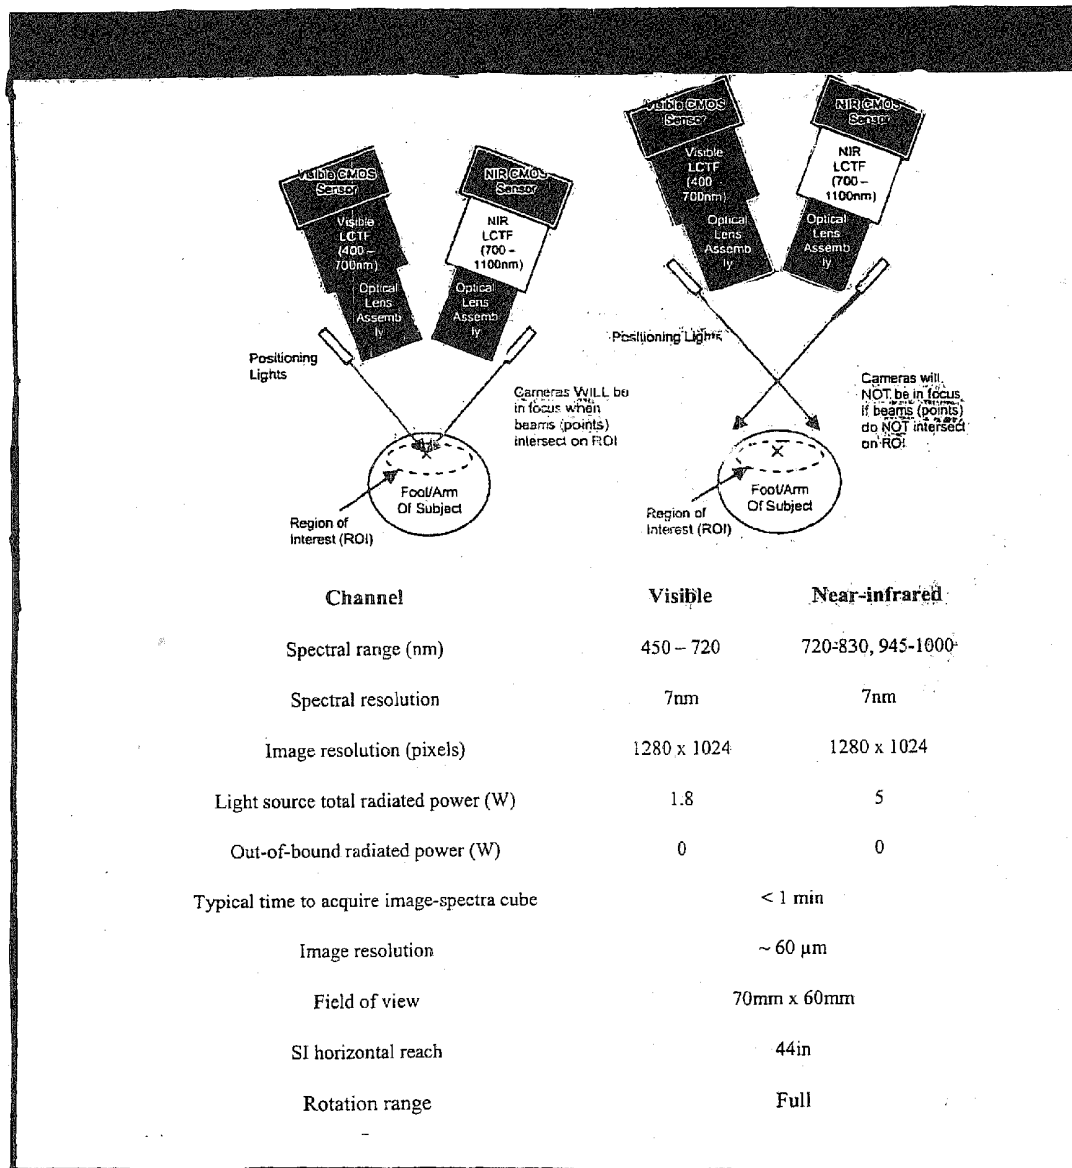 Visible CMOS
Sensor
Visible
LCTF
(400 –
700nm)
Optical
Lens
Assemb
ly
NIR CMOS
Sensor
NIR
LCTF
(700 –
1100nm)
Optical
Lens
Assemb
ly
Positioning
Lights
Cameras WILL be
in focus when
beams (points)
intersect on ROI
X
Foot/Arm
Of Subject
Region of
Interest (ROI)
Visible CMOS
Sensor
Visible
LCTF
(400
700nm)
Optical
Lens
Assemb
ly
NIR CMOS
Sensor
NIR
LCTF
(700 –
1100nm)
Optical
Lens
Assemb
ly
Positioning Lights
Cameras will
NOT be in focus
if beams (points)
do NOT intersect
on ROI
X
Foot/Arm
Of Subject
Region of
Interest (ROI)
Channel Visible Near-infrared
Spectral range (nm) 450 – 720 720-830, 945-1000
Spectral resolution 7nm 7nm
Image resolution (pixels) 1280 x 1024 1280 x 1024
Light source total radiated power (W) 1.8 5
Out-of-bound radiated power (W) 0 0
Typical time to acquire image-spectra cube < 1 min
Image resolution ~ 60 µm
Field of view 70mm x 60mm
SI horizontal reach 44in
Rotation range Full